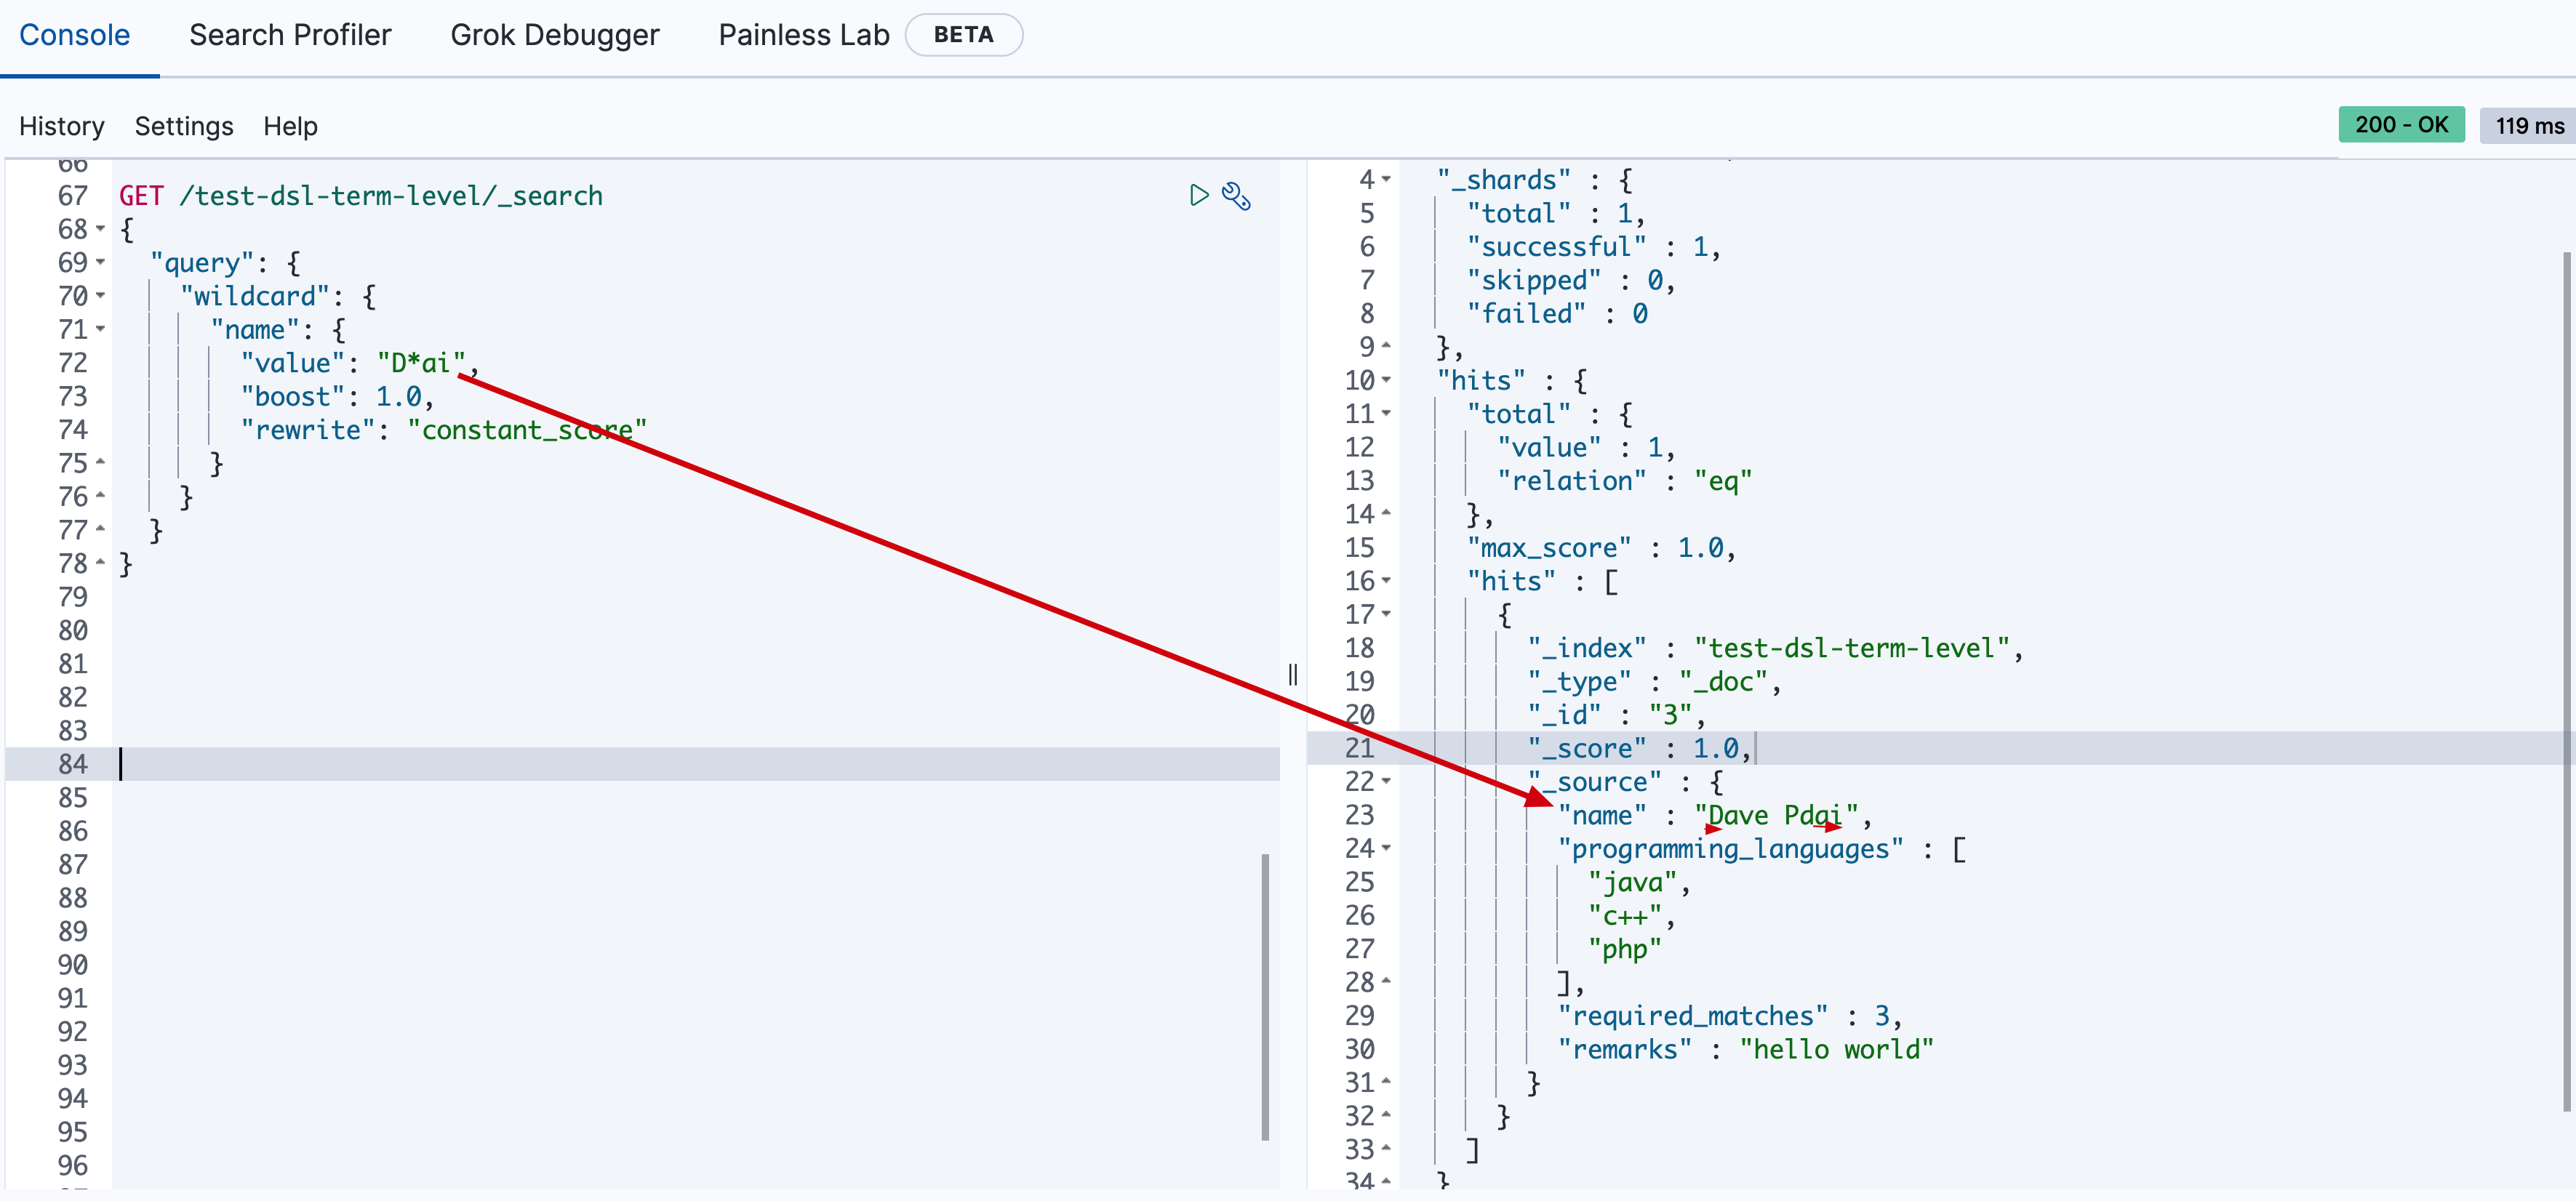 Console Search Profiler Grok Debugger Painless Lab BETA
History Settings Help 200 - OK 119 ms
66
67 GET /test-dsl-term-level/_search
68 {
69 "query": {
70 "wildcard": {
71 "name": {
72 "value": "D*ai",
73 "boost": 1.0,
74 "rewrite": "constant_score"
75 }
76 }
77 }
78 }
79
80
81
82
83
84
85
86
87
88
89
90
91
92
93
94
95
96
4 "_shards" : {
5 "total" : 1,
6 "successful" : 1,
7 "skipped" : 0,
8 "failed" : 0
9 },
10 "hits" : {
11 "total" : {
12 "value" : 1,
13 "relation" : "eq"
14 },
15 "max_score" : 1.0,
16 "hits" : [
17 {
18 "_index" : "test-dsl-term-level",
19 "_type" : "_doc",
20 "_id" : "3",
21 "_score" : 1.0,
22 "_source" : {
23 "name" : "Dave Pdai",
24 "programming_languages" : [
25 "java",
26 "c++",
27 "php"
28 ],
29 "required_matches" : 3,
30 "remarks" : "hello world"
31 }
32 }
33 ]
34 }